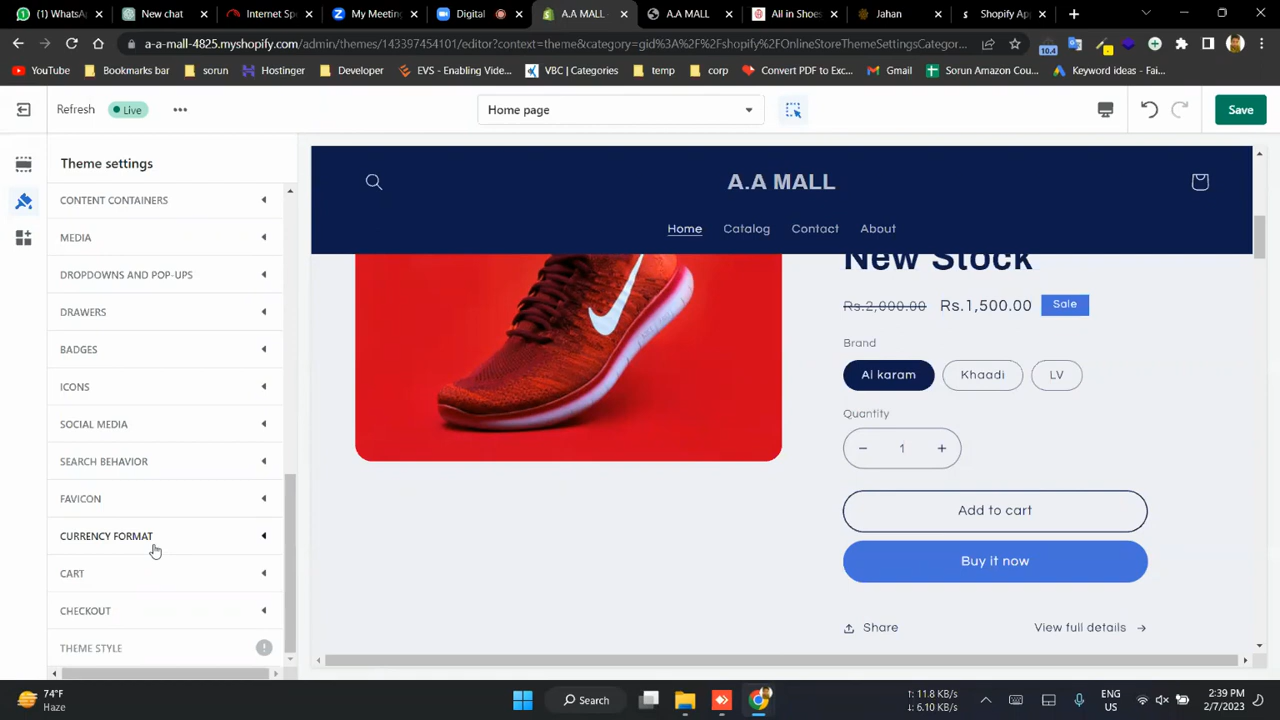 (1) WhatsA
New chat
Internet Sp
My Meeting
Digital
A.A MALL -
A.A MALL
All in Shoes
Jahan
Shopify Ap
a-a-mall-4825.myshopify.com/admin/themes/143397454101/editor?context=theme&category=gid%3A%2F%2Fshopify%2FOnlineStoreThemeSettingsCategor...
10.4
YouTube
Bookmarks bar
sorun
Hostinger
Developer
EVS - Enabling Vide...
VBC | Categories
temp
corp
Convert PDF to Exc...
Gmail
Sorun Amazon Cou...
Keyword ideas - Fai...
Refresh
Live
Home page
Save
Theme settings
CONTENT CONTAINERS
MEDIA
DROPDOWNS AND POP-UPS
DRAWERS
BADGES
ICONS
SOCIAL MEDIA
SEARCH BEHAVIOR
FAVICON
CURRENCY FORMAT
CART
CHECKOUT
THEME STYLE
A.A MALL
Home
Catalog
Contact
About
New Stock
Rs.2,000.00 Rs.1,500.00 Sale
Brand
Al karam
Khaadi
LV
Quantity
− 1 +
Add to cart
Buy it now
Share
View full details →
74°F
Haze
Search
↑: 11.8 KB/s
↓: 6.10 KB/s
ENG
US
2:39 PM
2/7/2023